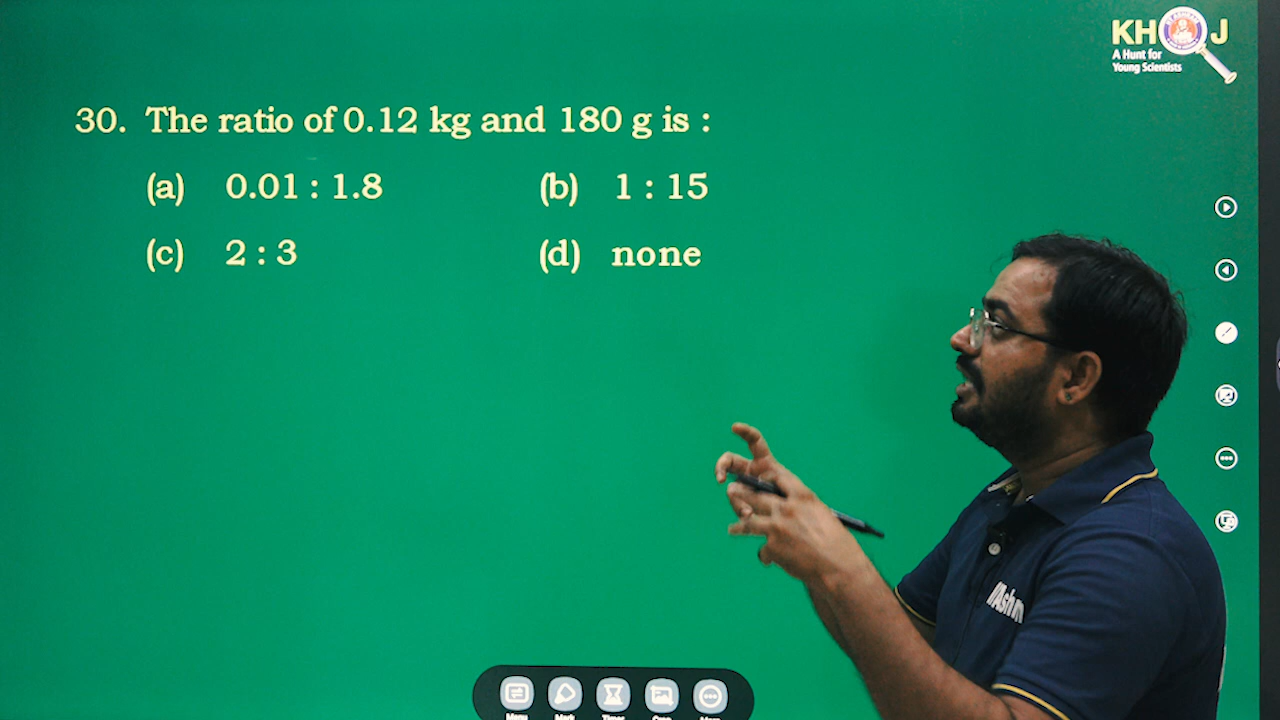 KHOJ
A Hunt for
Young Scientists
30. The ratio of 0.12 kg and 180 g is :
(a) 0.01 : 1.8 (b) 1 : 15
(c) 2 : 3 (d) none